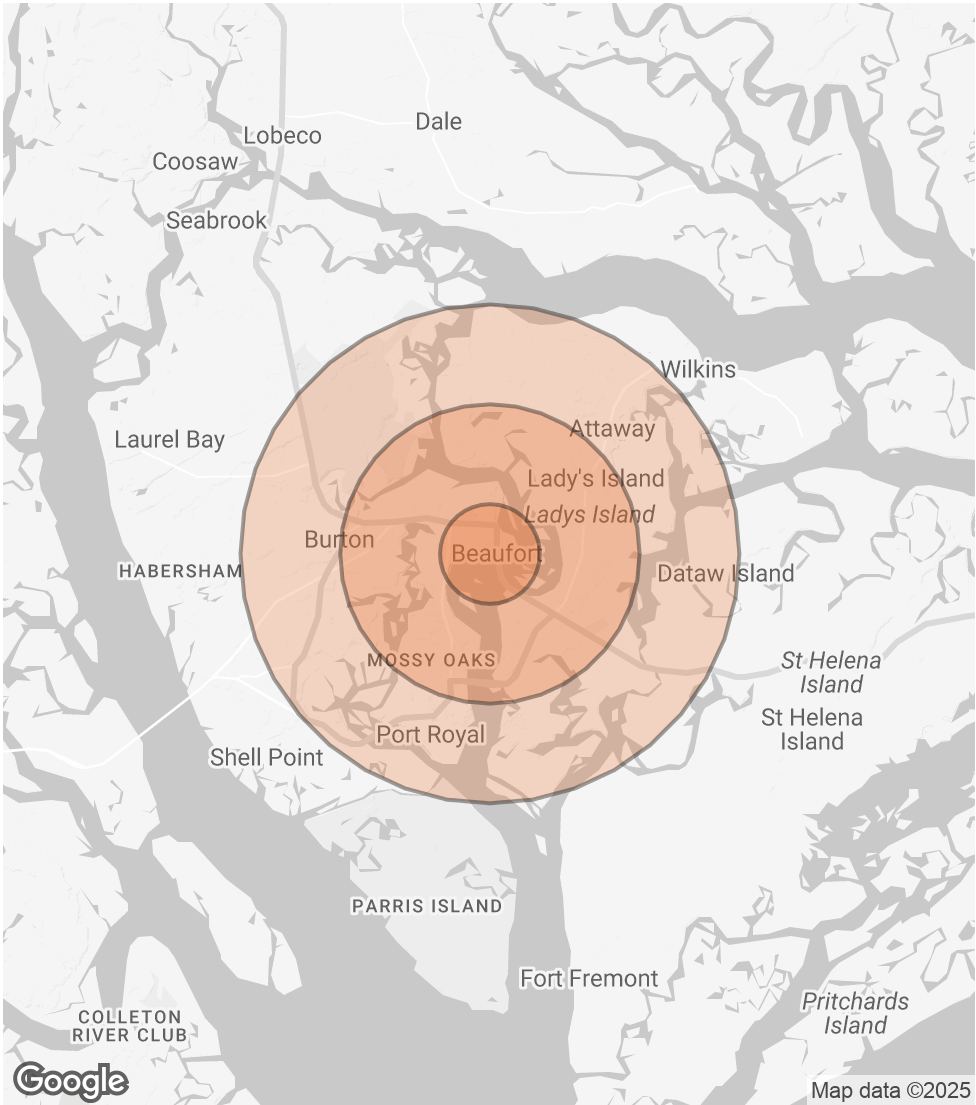 Dale
Lobeco
Coosaw
Seabrook
Wilkins
Attaway
Laurel Bay
Lady's Island
Ladys Island
Burton
Beaufort
HABERSHAM
Dataw Island
MOSSY OAKS
St Helena
Island
St Helena
Island
Port Royal
Shell Point
PARRIS ISLAND
Fort Fremont
Pritchards
Island
COLLETON
RIVER CLUB
Google
Map data ©2025